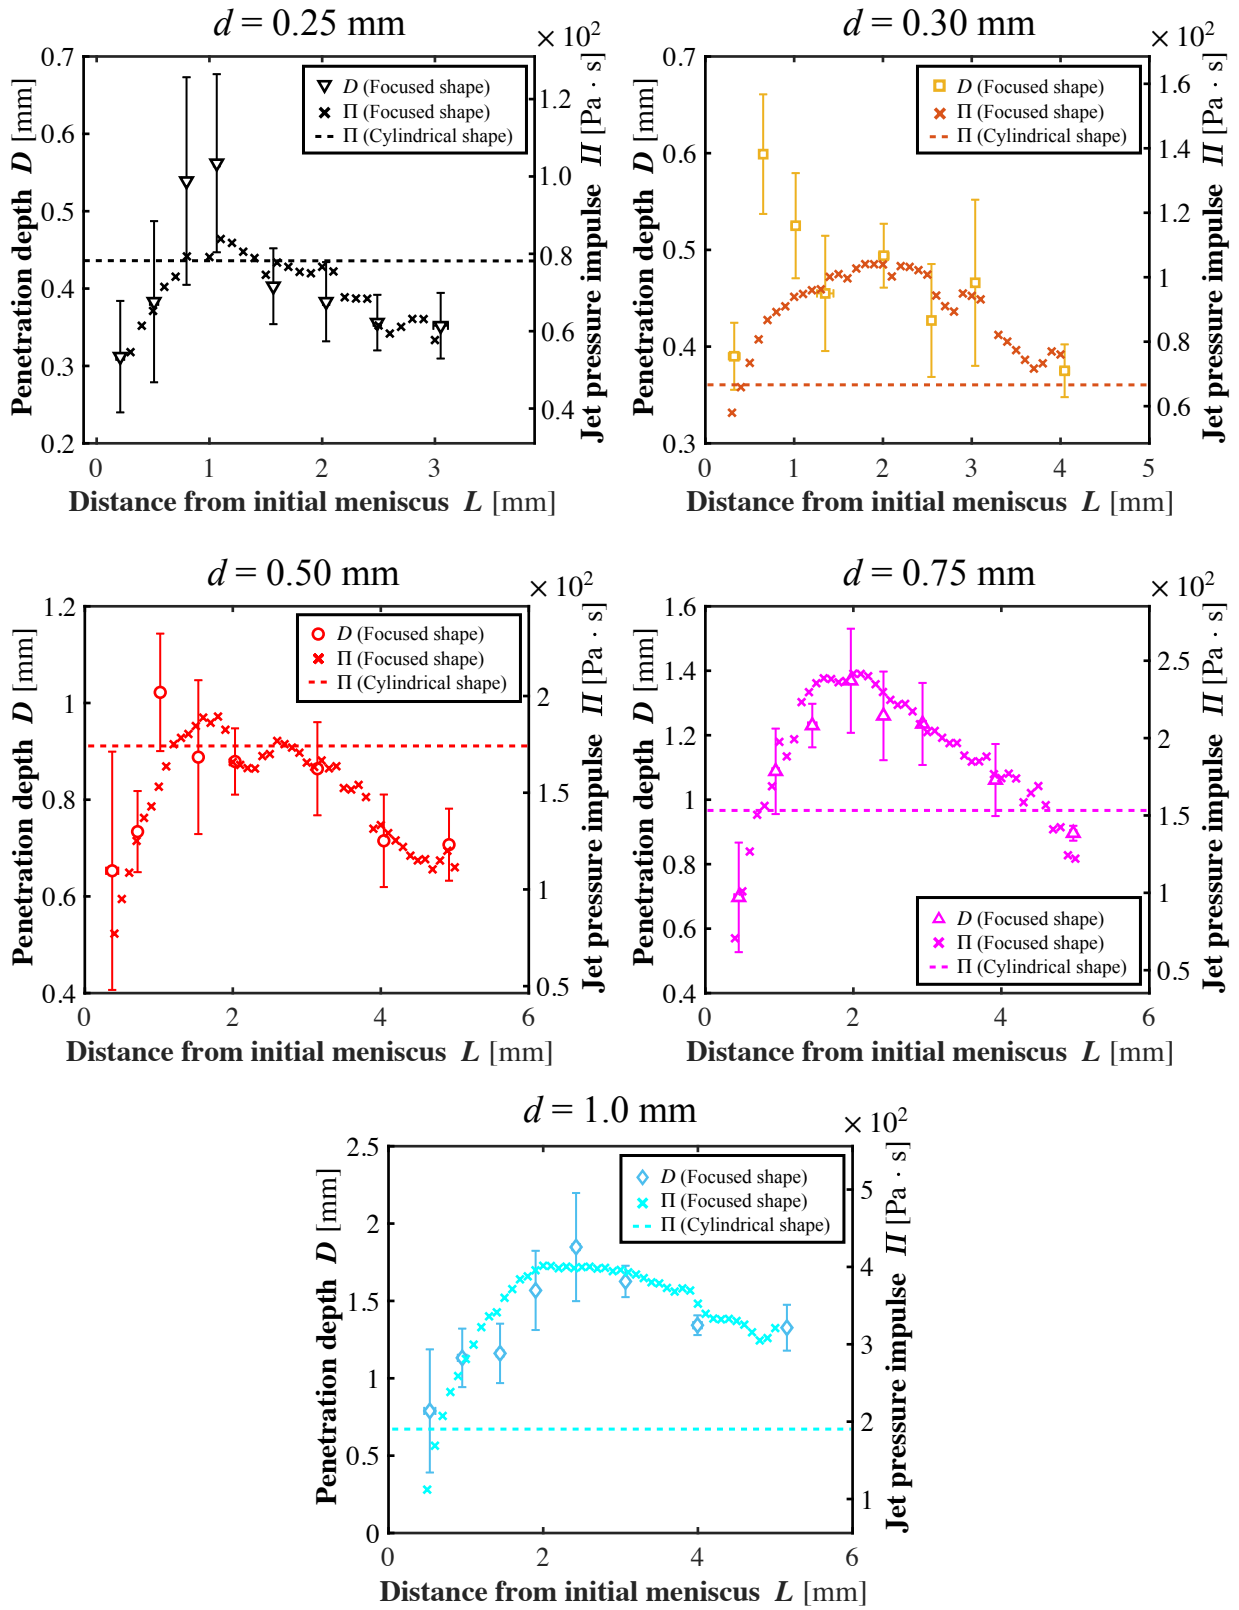 d = 0.25 mm
× 10²
0.7
0.6
0.5
0.4
0.3
0.2
Penetration depth D [mm]
D (Focused shape)
Π (Focused shape)
Π (Cylindrical shape)
1.2
1.0
0.8
0.6
0.4
Jet pressure impulse Π [Pa · s]
0 1 2 3
Distance from initial meniscus L [mm]
d = 0.30 mm
× 10²
0.7
0.6
0.5
0.4
0.3
Penetration depth D [mm]
D (Focused shape)
Π (Focused shape)
Π (Cylindrical shape)
1.6
1.4
1.2
1.0
0.8
0.6
Jet pressure impulse Π [Pa · s]
0 1 2 3 4 5
Distance from initial meniscus L [mm]
d = 0.50 mm
× 10²
1.2
1
0.8
0.6
0.4
Penetration depth D [mm]
D (Focused shape)
Π (Focused shape)
Π (Cylindrical shape)
2
1.5
1
0.5
Jet pressure impulse Π [Pa · s]
0 2 4 6
Distance from initial meniscus L [mm]
d = 0.75 mm
× 10²
1.6
1.4
1.2
1
0.8
0.6
0.4
Penetration depth D [mm]
D (Focused shape)
Π (Focused shape)
Π (Cylindrical shape)
2.5
2
1.5
1
0.5
Jet pressure impulse Π [Pa · s]
0 2 4 6
Distance from initial meniscus L [mm]
d = 1.0 mm
× 10²
2.5
2
1.5
1
0.5
0
Penetration depth D [mm]
D (Focused shape)
Π (Focused shape)
Π (Cylindrical shape)
5
4
3
2
1
Jet pressure impulse Π [Pa · s]
0 2 4 6
Distance from initial meniscus L [mm]